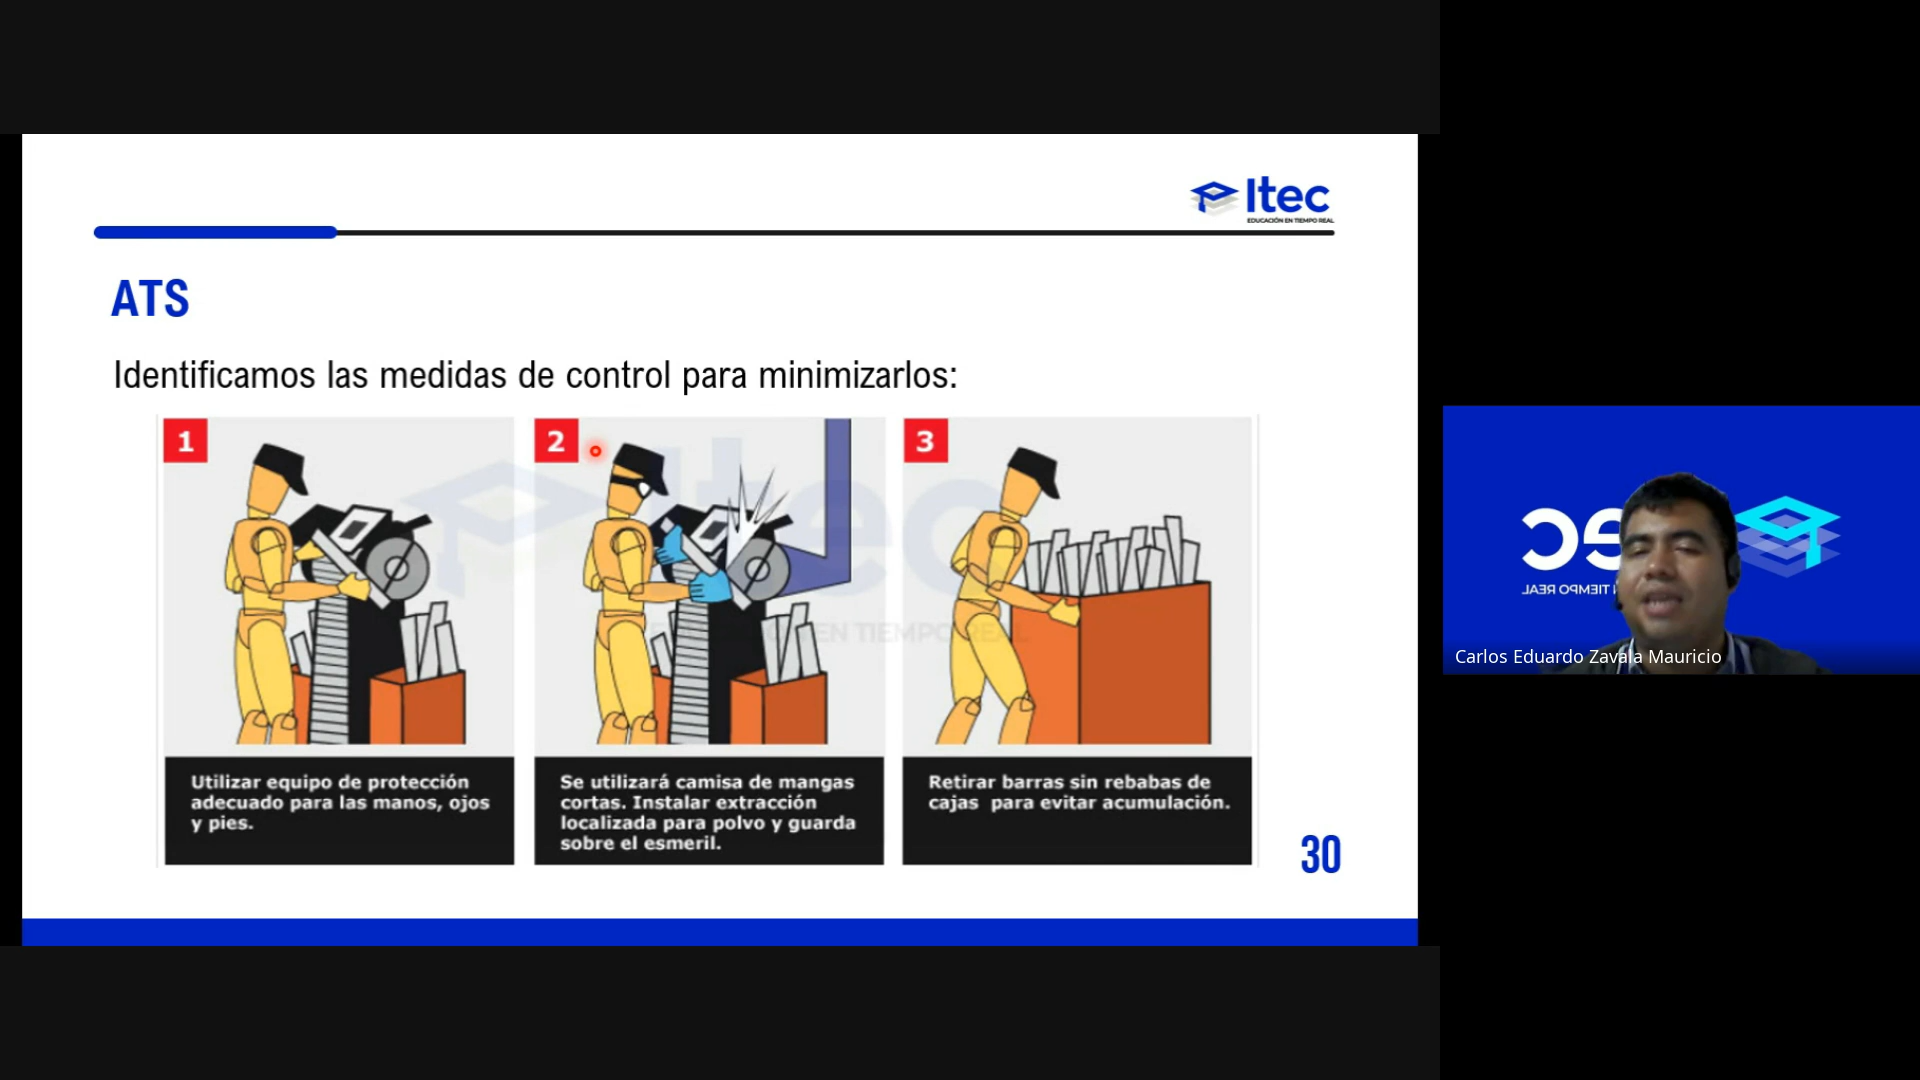 Itec
EDUCACIÓN EN TIEMPO REAL
ATS
Identificamos las medidas de control para minimizarlos:
1
2
3
Utilizar equipo de protección
adecuado para las manos, ojos
y pies.
Se utilizará camisa de mangas
cortas. Instalar extracción
localizada para polvo y guarda
sobre el esmeril.
Retirar barras sin rebabas de
cajas para evitar acumulación.
30
Carlos Eduardo Zavala Mauricio